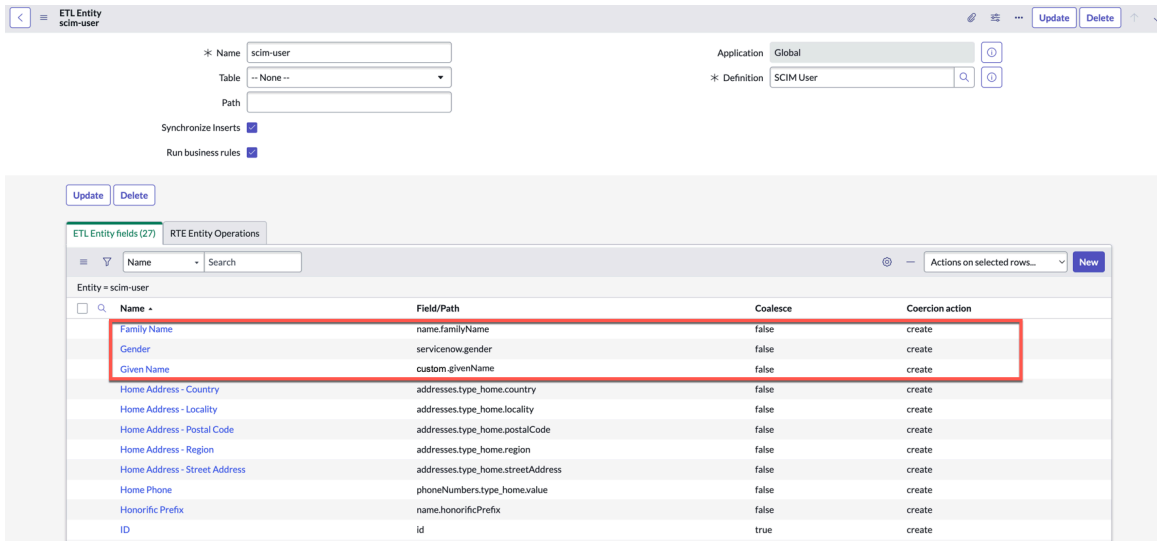 ETL Entity
scim-user
Update Delete
* Name scim-user Application Global
Table -- None -- * Definition SCIM User
Path
Synchronize Inserts
Run business rules
Update Delete
ETL Entity fields (27) RTE Entity Operations
Name Search Actions on selected rows... New
Entity = scim-user
Name Field/Path Coalesce Coercion action
Family Name name.familyName false create
Gender servicenow.gender false create
Given Name custom.givenName false create
Home Address - Country addresses.type_home.country false create
Home Address - Locality addresses.type_home.locality false create
Home Address - Postal Code addresses.type_home.postalCode false create
Home Address - Region addresses.type_home.region false create
Home Address - Street Address addresses.type_home.streetAddress false create
Home Phone phoneNumbers.type_home.value false create
Honorific Prefix name.honorificPrefix false create
ID id true create